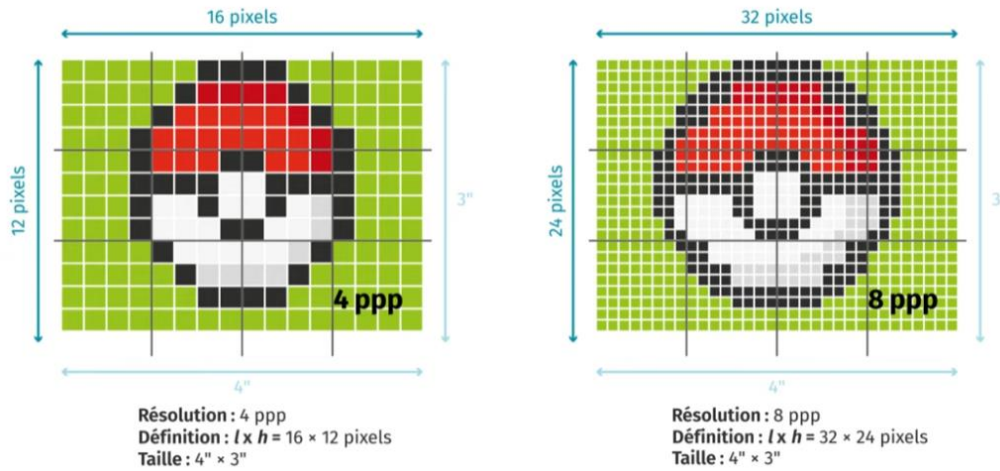 16 pixels
32 pixels
12 pixels
3"
24 pixels
3
4 ppp
8 ppp
4"
4"
Résolution : 4 ppp
Définition : l x h = 16 × 12 pixels
Taille : 4" × 3"
Résolution : 8 ppp
Définition : l x h = 32 × 24 pixels
Taille : 4" × 3"